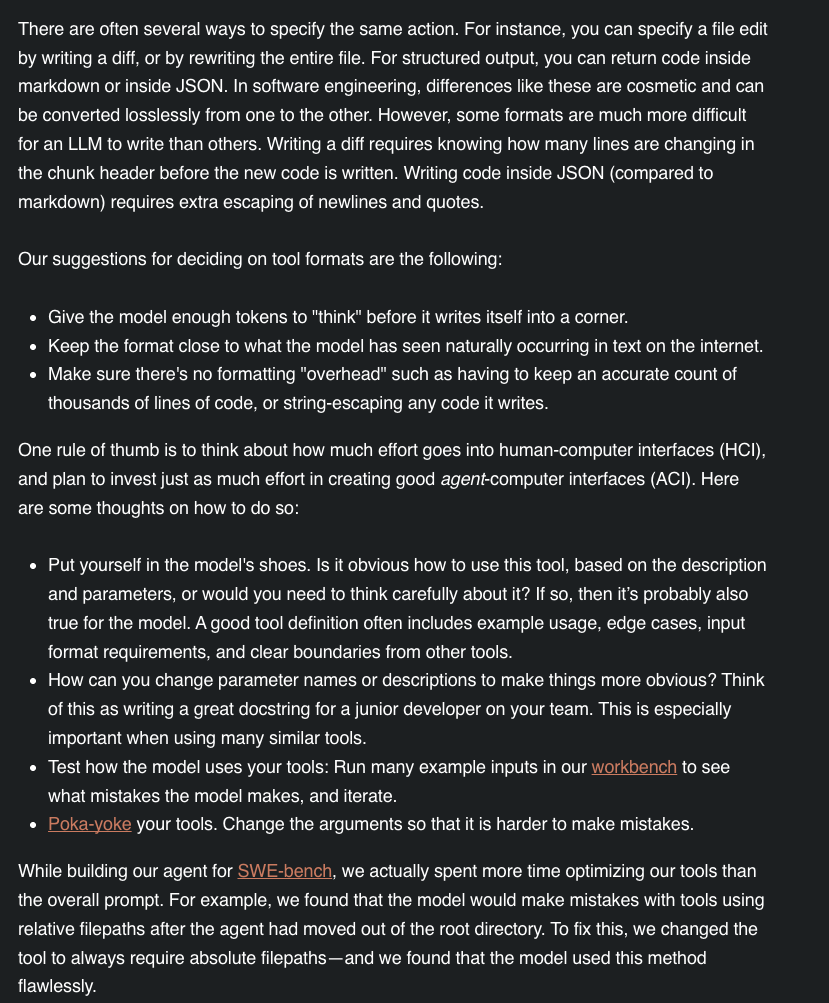 There are often several ways to specify the same action. For instance, you can specify a file edit
by writing a diff, or by rewriting the entire file. For structured output, you can return code inside
markdown or inside JSON. In software engineering, differences like these are cosmetic and can
be converted losslessly from one to the other. However, some formats are much more difficult
for an LLM to write than others. Writing a diff requires knowing how many lines are changing in
the chunk header before the new code is written. Writing code inside JSON (compared to
markdown) requires extra escaping of newlines and quotes.
Our suggestions for deciding on tool formats are the following:
• Give the model enough tokens to "think" before it writes itself into a corner.
• Keep the format close to what the model has seen naturally occurring in text on the internet.
• Make sure there's no formatting "overhead" such as having to keep an accurate count of
thousands of lines of code, or string-escaping any code it writes.
One rule of thumb is to think about how much effort goes into human-computer interfaces (HCI),
and plan to invest just as much effort in creating good agent-computer interfaces (ACI). Here
are some thoughts on how to do so:
• Put yourself in the model's shoes. Is it obvious how to use this tool, based on the description
and parameters, or would you need to think carefully about it? If so, then it’s probably also
true for the model. A good tool definition often includes example usage, edge cases, input
format requirements, and clear boundaries from other tools.
• How can you change parameter names or descriptions to make things more obvious? Think
of this as writing a great docstring for a junior developer on your team. This is especially
important when using many similar tools.
• Test how the model uses your tools: Run many example inputs in our workbench to see
what mistakes the model makes, and iterate.
• Poka-yoke your tools. Change the arguments so that it is harder to make mistakes.
While building our agent for SWE-bench, we actually spent more time optimizing our tools than
the overall prompt. For example, we found that the model would make mistakes with tools using
relative filepaths after the agent had moved out of the root directory. To fix this, we changed the
tool to always require absolute filepaths—and we found that the model used this method
flawlessly.